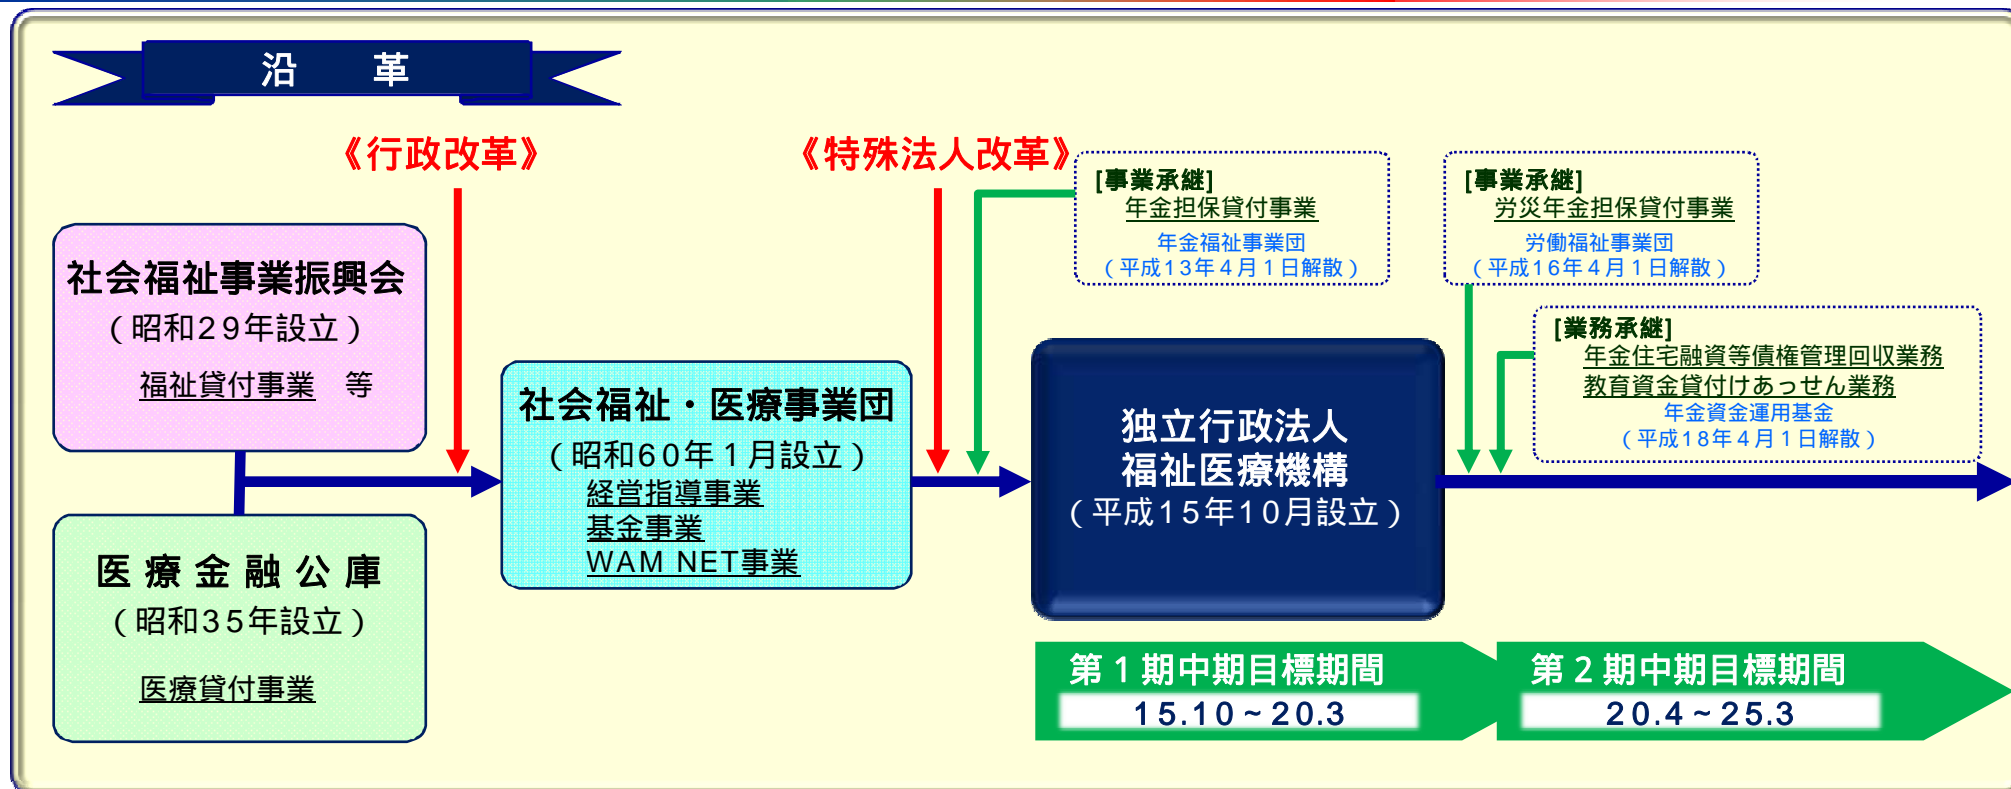 沿　革
《行政改革》
《特殊法人改革》
[事業承継]
年金担保貸付事業
年金福祉事業団
（平成13年４月１日解散）
[事業承継]
労災年金担保貸付事業
労働福祉事業団
（平成16年４月１日解散）
[業務承継]
年金住宅融資等債権管理回収業務
教育資金貸付けあっせん業務
年金資金運用基金
（平成18年４月１日解散）
社会福祉事業振興会
（昭和29年設立）
福祉貸付事業　等
医療金融公庫
（昭和35年設立）
医療貸付事業
社会福祉・医療事業団
（昭和60年１月設立）
経営指導事業
基金事業
WAM NET事業
独立行政法人
福祉医療機構
（平成15年10月設立）
第１期中期目標期間
15.10～20.3
第２期中期目標期間
20.4～25.3